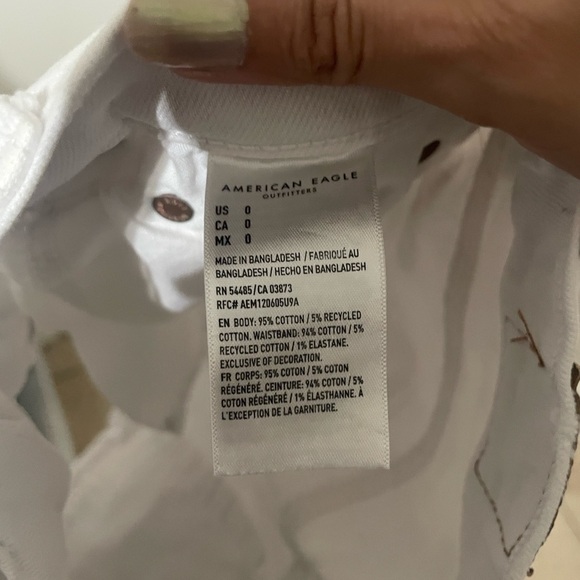 AMERICAN EAGLE
OUTFITTERS
US 0
CA 0
MX 0
MADE IN BANGLADESH / FABRIQUÉ AU
BANGLADESH / HECHO EN BANGLADESH
RN 54485/CA 03873
RFC# AEM120605U9A
EN BODY: 95% COTTON / 5% RECYCLED
COTTON. WAISTBAND: 94% COTTON / 5%
RECYCLED COTTON / 1% ELASTANE.
EXCLUSIVE OF DECORATION.
FR CORPS: 95% COTON / 5% COTON
RÉGÉNÉRÉ. CEINTURE: 94% COTON / 5%
COTON RÉGÉNÉRÉ / 1% ÉLASTHANNE. À
L'EXCEPTION DE LA GARNITURE.